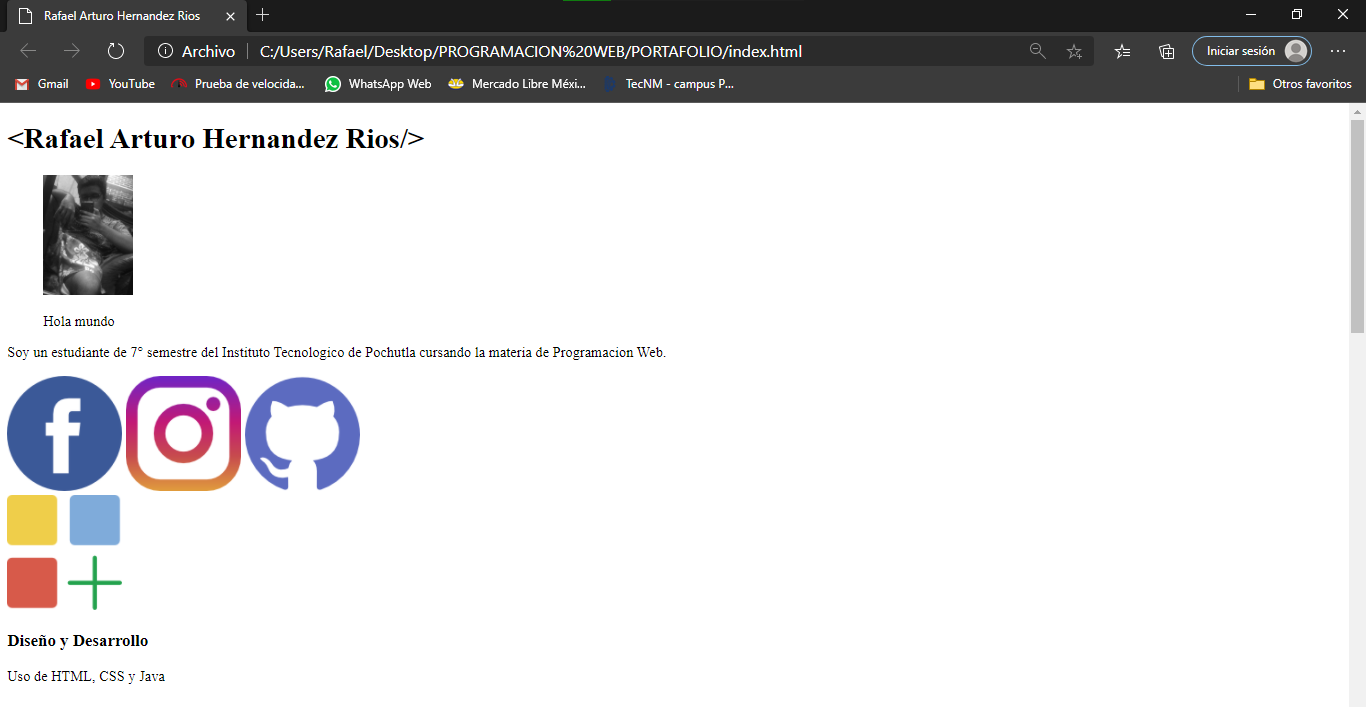 Rafael Arturo Hernandez Rios
Archivo C:/Users/Rafael/Desktop/PROGRAMACION%20WEB/PORTAFOLIO/index.html Iniciar sesión
Gmail YouTube Prueba de velocida... WhatsApp Web Mercado Libre Méxi... TecNM - campus P... Otros favoritos
<Rafael Arturo Hernandez Rios/>
Hola mundo
Soy un estudiante de 7° semestre del Instituto Tecnologico de Pochutla cursando la materia de Programacion Web.
Diseño y Desarrollo
Uso de HTML, CSS y Java